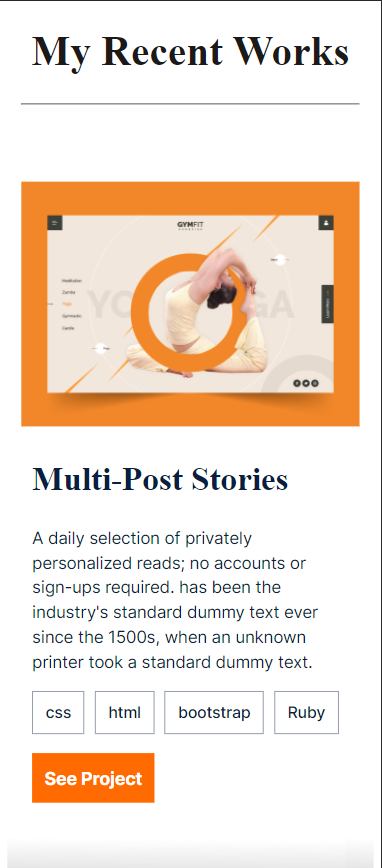 My Recent Works
GYMFIT
Meditation
Zumba
Yoga
Gymnastic
Cardio
Multi-Post Stories
A daily selection of privately
personalized reads; no accounts or
sign-ups required. has been the
industry's standard dummy text ever
since the 1500s, when an unknown
printer took a standard dummy text.
css html bootstrap Ruby
See Project